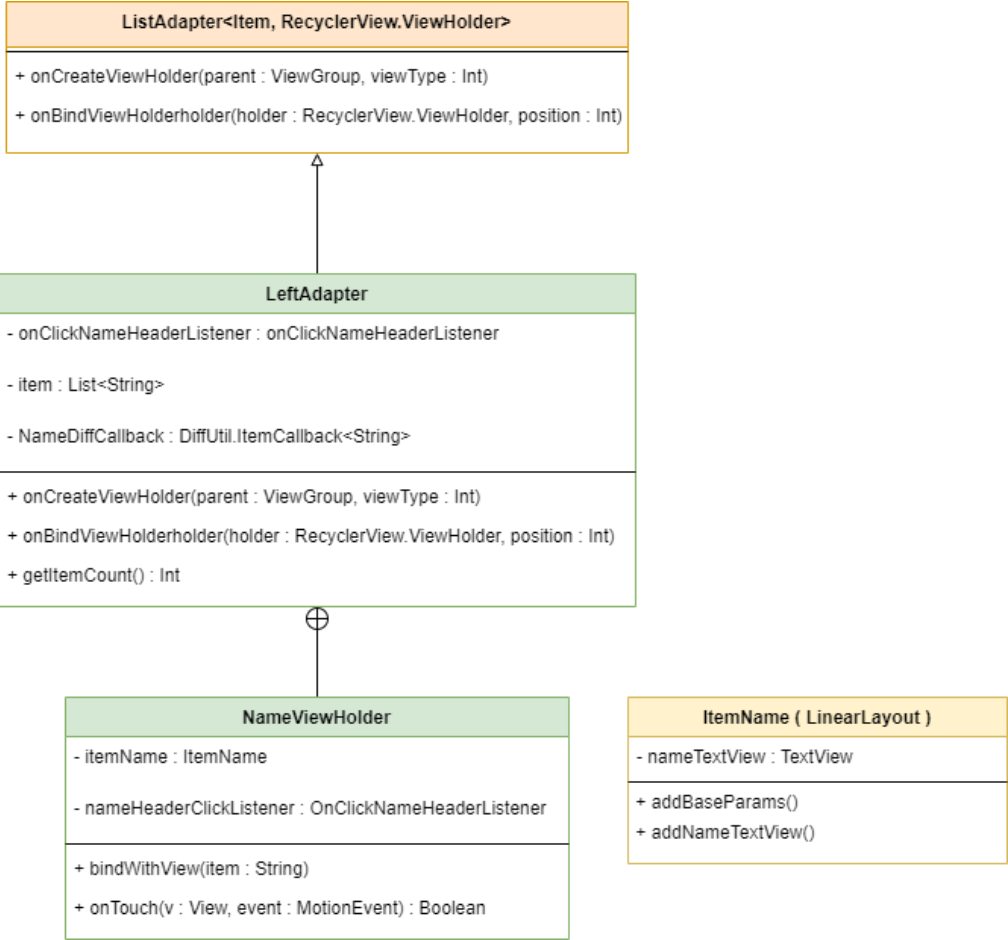 ListAdapter<Item, RecyclerView.ViewHolder>
+ onCreateViewHolder(parent : ViewGroup, viewType : Int)
+ onBindViewHolderholder(holder : RecyclerView.ViewHolder, position : Int)
LeftAdapter
- onClickNameHeaderListener : onClickNameHeaderListener
- item : List<String>
- NameDiffCallback : DiffUtil.ItemCallback<String>
+ onCreateViewHolder(parent : ViewGroup, viewType : Int)
+ onBindViewHolderholder(holder : RecyclerView.ViewHolder, position : Int)
+ getItemCount() : Int
NameViewHolder
- itemName : ItemName
- nameHeaderClickListener : OnClickNameHeaderListener
+ bindWithView(item : String)
+ onTouch(v : View, event : MotionEvent) : Boolean
ItemName ( LinearLayout )
- nameTextView : TextView
+ addBaseParams()
+ addNameTextView()